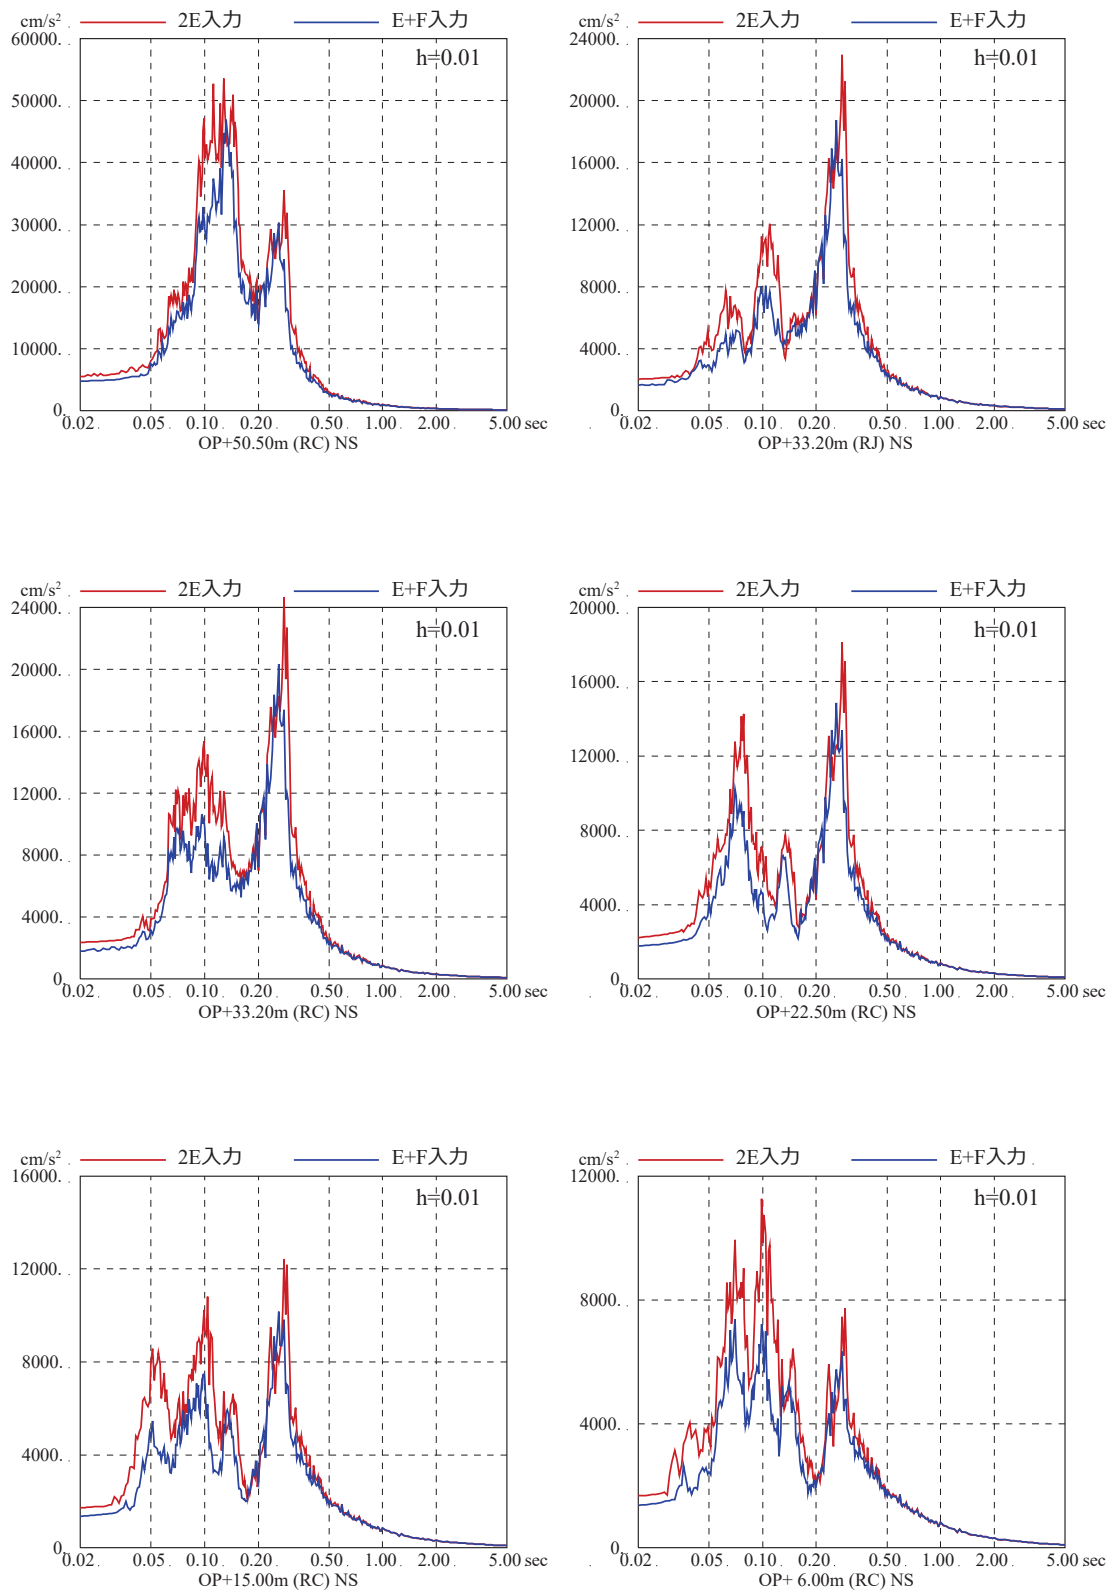 cm/s² 2E入力 E+F入力
60000.
h=0.01
50000.
40000.
30000.
20000.
10000.
0.
0.02 0.05 0.10 0.20 0.50 1.00 2.00 5.00 sec
OP+50.50m (RC) NS
cm/s² 2E入力 E+F入力
24000.
h=0.01
20000.
16000.
12000.
8000.
4000.
0.
0.02 0.05 0.10 0.20 0.50 1.00 2.00 5.00 sec
OP+33.20m (RJ) NS
cm/s² 2E入力 E+F入力
24000.
h=0.01
20000.
16000.
12000.
8000.
4000.
0.
0.02 0.05 0.10 0.20 0.50 1.00 2.00 5.00 sec
OP+33.20m (RC) NS
cm/s² 2E入力 E+F入力
20000.
h=0.01
16000.
12000.
8000.
4000.
0.
0.02 0.05 0.10 0.20 0.50 1.00 2.00 5.00 sec
OP+22.50m (RC) NS
cm/s² 2E入力 E+F入力
16000.
h=0.01
12000.
8000.
4000.
0.
0.02 0.05 0.10 0.20 0.50 1.00 2.00 5.00 sec
OP+15.00m (RC) NS
cm/s² 2E入力 E+F入力
12000.
h=0.01
8000.
4000.
0.
0.02 0.05 0.10 0.20 0.50 1.00 2.00 5.00 sec
OP+ 6.00m (RC) NS